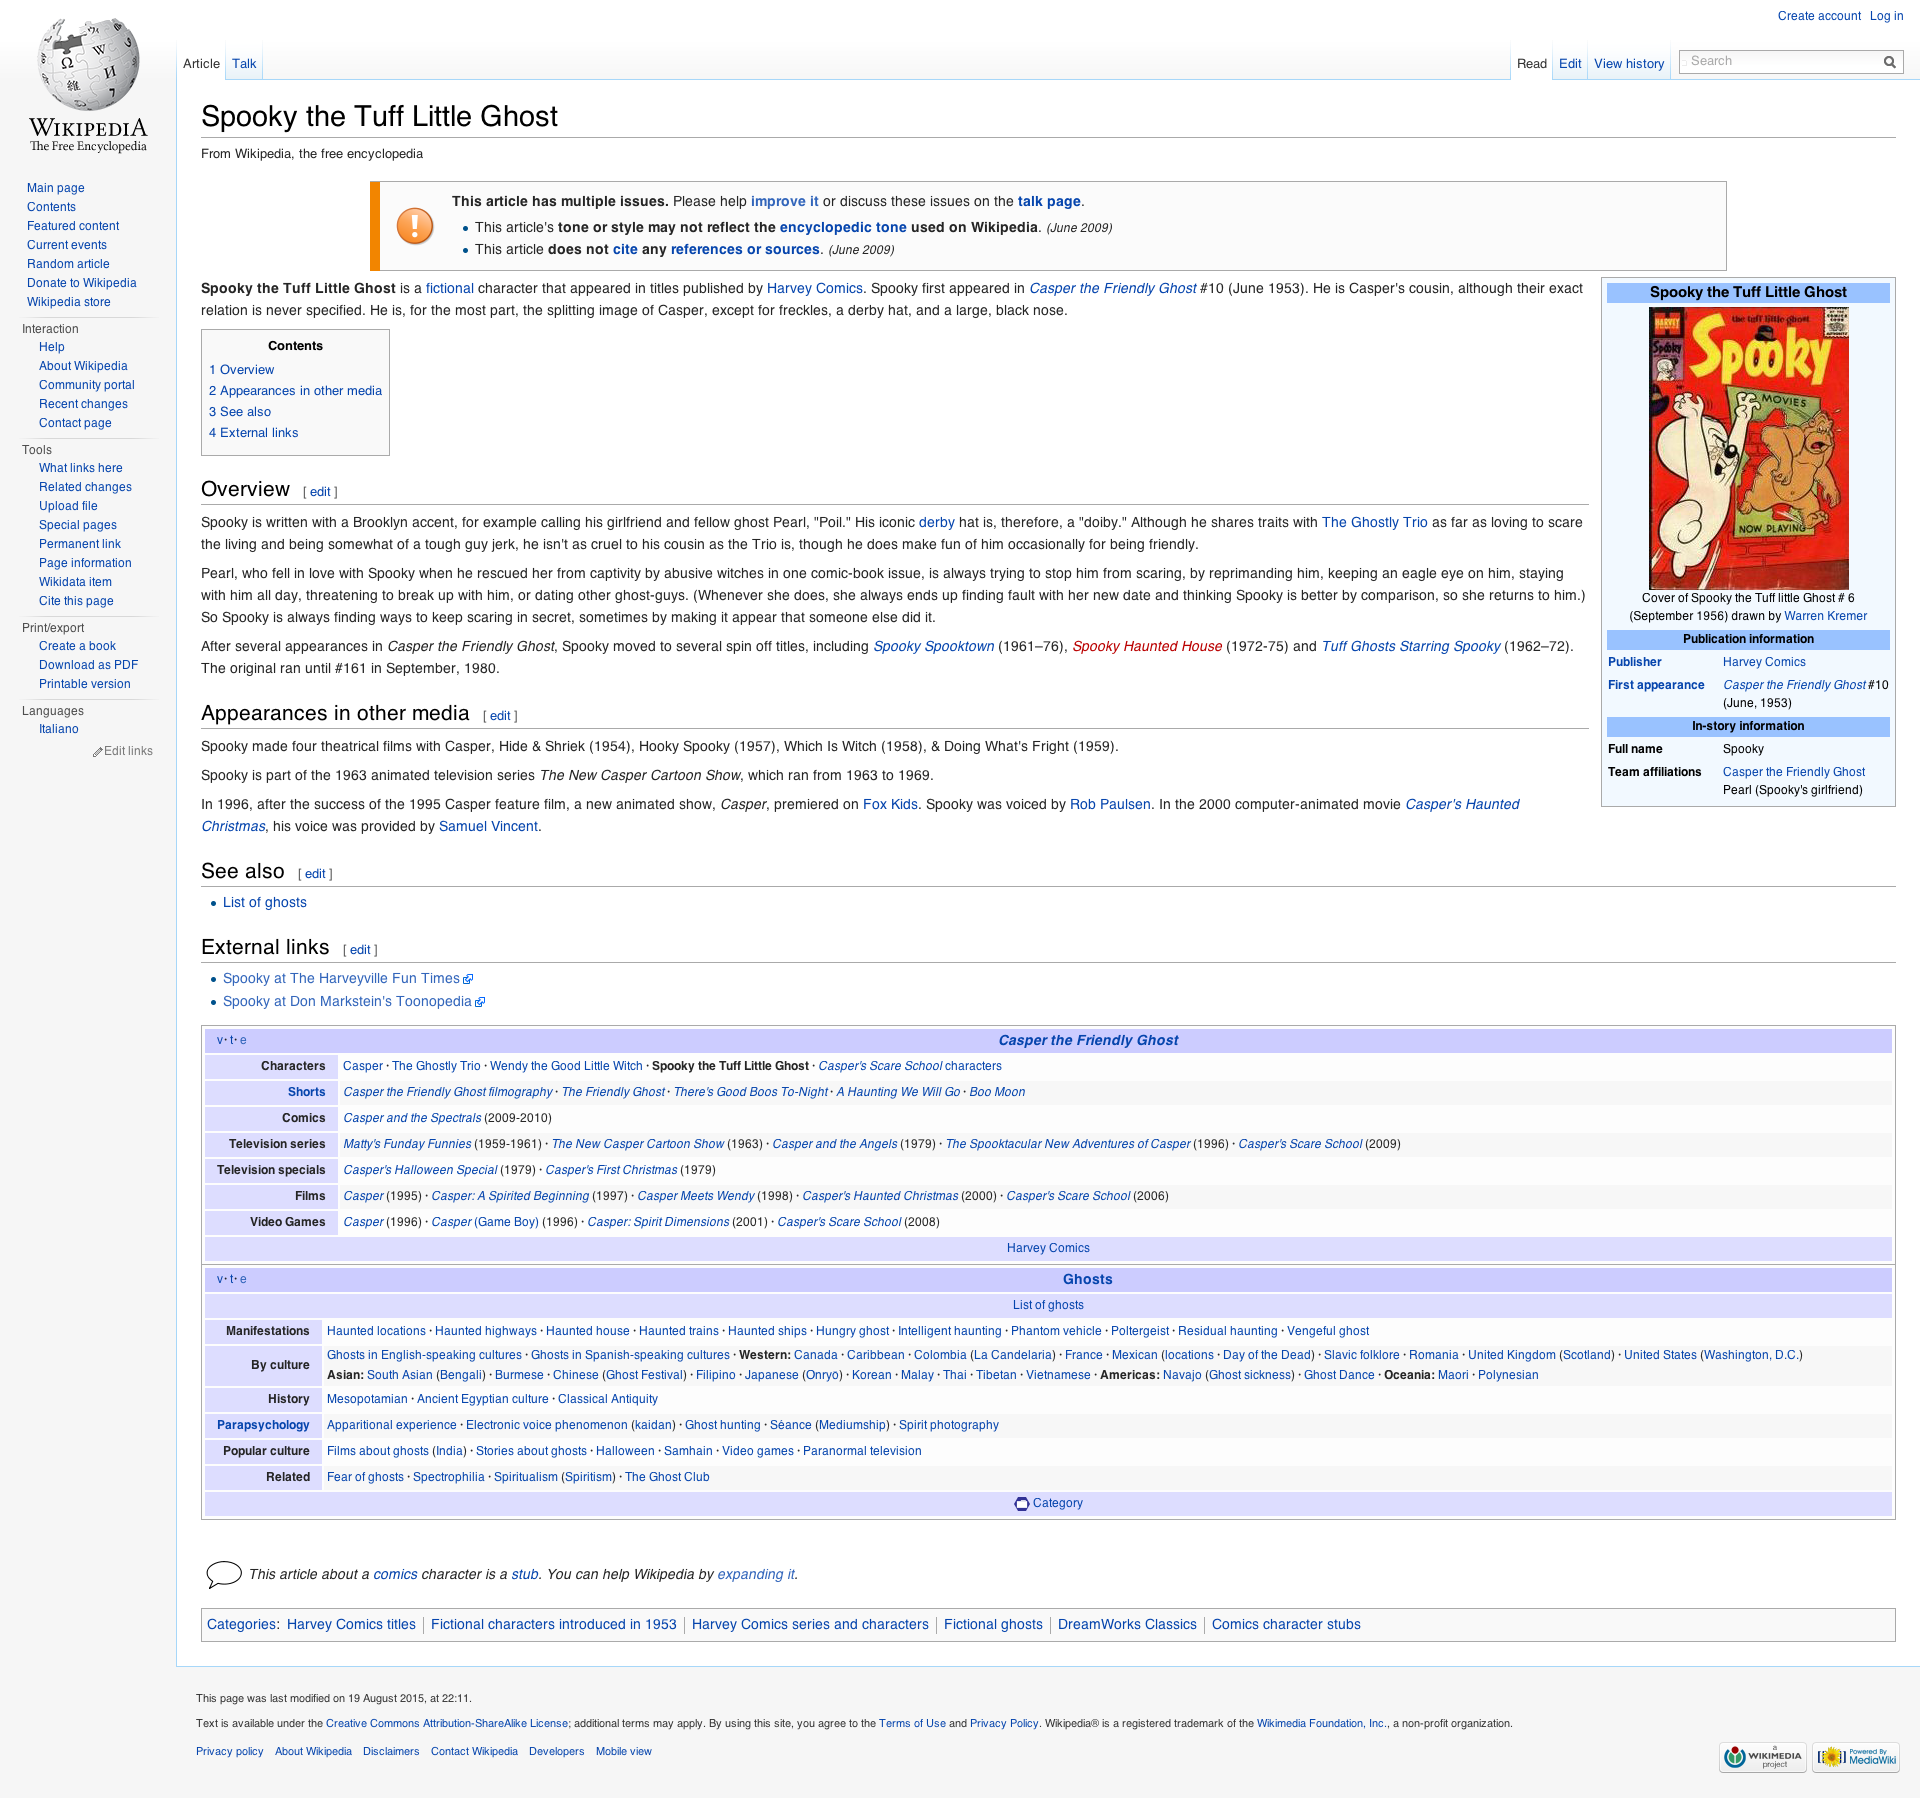 Create account Log in
Article Talk Read Edit View history Search
WIKIPEDIA
The Free Encyclopedia
Main page
Contents
Featured content
Current events
Random article
Donate to Wikipedia
Wikipedia store
Interaction
Help
About Wikipedia
Community portal
Recent changes
Contact page
Tools
What links here
Related changes
Upload file
Special pages
Permanent link
Page information
Wikidata item
Cite this page
Print/export
Create a book
Download as PDF
Printable version
Languages
Italiano
Edit links
Spooky the Tuff Little Ghost
From Wikipedia, the free encyclopedia
This article has multiple issues. Please help improve it or discuss these issues on the talk page.
• This article's tone or style may not reflect the encyclopedic tone used on Wikipedia. (June 2009)
• This article does not cite any references or sources. (June 2009)
Spooky the Tuff Little Ghost is a fictional character that appeared in titles published by Harvey Comics. Spooky first appeared in Casper the Friendly Ghost #10 (June 1953). He is Casper's cousin, although their exact
relation is never specified. He is, for the most part, the splitting image of Casper, except for freckles, a derby hat, and a large, black nose.
Contents
1 Overview
2 Appearances in other media
3 See also
4 External links
Overview [ edit ]
Spooky is written with a Brooklyn accent, for example calling his girlfriend and fellow ghost Pearl, "Poil." His iconic derby hat is, therefore, a "doiby." Although he shares traits with The Ghostly Trio as far as loving to scare
the living and being somewhat of a tough guy jerk, he isn't as cruel to his cousin as the Trio is, though he does make fun of him occasionally for being friendly.
Pearl, who fell in love with Spooky when he rescued her from captivity by abusive witches in one comic-book issue, is always trying to stop him from scaring, by reprimanding him, keeping an eagle eye on him, staying
with him all day, threatening to break up with him, or dating other ghost-guys. (Whenever she does, she always ends up finding fault with her new date and thinking Spooky is better by comparison, so she returns to him.)
So Spooky is always finding ways to keep scaring in secret, sometimes by making it appear that someone else did it.
After several appearances in Casper the Friendly Ghost, Spooky moved to several spin off titles, including Spooky Spooktown (1961–76), Spooky Haunted House (1972-75) and Tuff Ghosts Starring Spooky (1962–72).
The original ran until #161 in September, 1980.
Appearances in other media [ edit ]
Spooky made four theatrical films with Casper, Hide & Shriek (1954), Hooky Spooky (1957), Which Is Witch (1958), & Doing What's Fright (1959).
Spooky is part of the 1963 animated television series The New Casper Cartoon Show, which ran from 1963 to 1969.
In 1996, after the success of the 1995 Casper feature film, a new animated show, Casper, premiered on Fox Kids. Spooky was voiced by Rob Paulsen. In the 2000 computer-animated movie Casper's Haunted
Christmas, his voice was provided by Samuel Vincent.
Spooky the Tuff Little Ghost
HARVEY
the tuff little ghost
Spooky
Spooky
MOVIES
NOW PLAYING
Cover of Spooky the Tuff little Ghost # 6
(September 1956) drawn by Warren Kremer
Publication information
Publisher Harvey Comics
First appearance Casper the Friendly Ghost #10
(June, 1953)
In-story information
Full name Spooky
Team affiliations Casper the Friendly Ghost
Pearl (Spooky's girlfriend)
See also [ edit ]
• List of ghosts
External links [ edit ]
• Spooky at The Harveyville Fun Times
• Spooky at Don Markstein's Toonopedia
v · t · e Casper the Friendly Ghost
Characters Casper · The Ghostly Trio · Wendy the Good Little Witch · Spooky the Tuff Little Ghost · Casper's Scare School characters
Shorts Casper the Friendly Ghost filmography · The Friendly Ghost · There's Good Boos To-Night · A Haunting We Will Go · Boo Moon
Comics Casper and the Spectrals (2009-2010)
Television series Matty's Funday Funnies (1959-1961) · The New Casper Cartoon Show (1963) · Casper and the Angels (1979) · The Spooktacular New Adventures of Casper (1996) · Casper's Scare School (2009)
Television specials Casper's Halloween Special (1979) · Casper's First Christmas (1979)
Films Casper (1995) · Casper: A Spirited Beginning (1997) · Casper Meets Wendy (1998) · Casper's Haunted Christmas (2000) · Casper's Scare School (2006)
Video Games Casper (1996) · Casper (Game Boy) (1996) · Casper: Spirit Dimensions (2001) · Casper's Scare School (2008)
Harvey Comics
v · t · e Ghosts
List of ghosts
Manifestations Haunted locations · Haunted highways · Haunted house · Haunted trains · Haunted ships · Hungry ghost · Intelligent haunting · Phantom vehicle · Poltergeist · Residual haunting · Vengeful ghost
By culture Ghosts in English-speaking cultures · Ghosts in Spanish-speaking cultures · Western: Canada · Caribbean · Colombia (La Candelaria) · France · Mexican (locations · Day of the Dead) · Slavic folklore · Romania · United Kingdom (Scotland) · United States (Washington, D.C.)
Asian: South Asian (Bengali) · Burmese · Chinese (Ghost Festival) · Filipino · Japanese (Onryō) · Korean · Malay · Thai · Tibetan · Vietnamese · Americas: Navajo (Ghost sickness) · Ghost Dance · Oceania: Maori · Polynesian
History Mesopotamian · Ancient Egyptian culture · Classical Antiquity
Parapsychology Apparitional experience · Electronic voice phenomenon (kaidan) · Ghost hunting · Séance (Mediumship) · Spirit photography
Popular culture Films about ghosts (India) · Stories about ghosts · Halloween · Samhain · Video games · Paranormal television
Related Fear of ghosts · Spectrophilia · Spiritualism (Spiritism) · The Ghost Club
Category
This article about a comics character is a stub. You can help Wikipedia by expanding it.
Categories: Harvey Comics titles | Fictional characters introduced in 1953 | Harvey Comics series and characters | Fictional ghosts | DreamWorks Classics | Comics character stubs
This page was last modified on 19 August 2015, at 22:11.
Text is available under the Creative Commons Attribution-ShareAlike License; additional terms may apply. By using this site, you agree to the Terms of Use and Privacy Policy. Wikipedia® is a registered trademark of the Wikimedia Foundation, Inc., a non-profit organization.
Privacy policy About Wikipedia Disclaimers Contact Wikipedia Developers Mobile view
a WIKIMEDIA project
Powered By MediaWiki